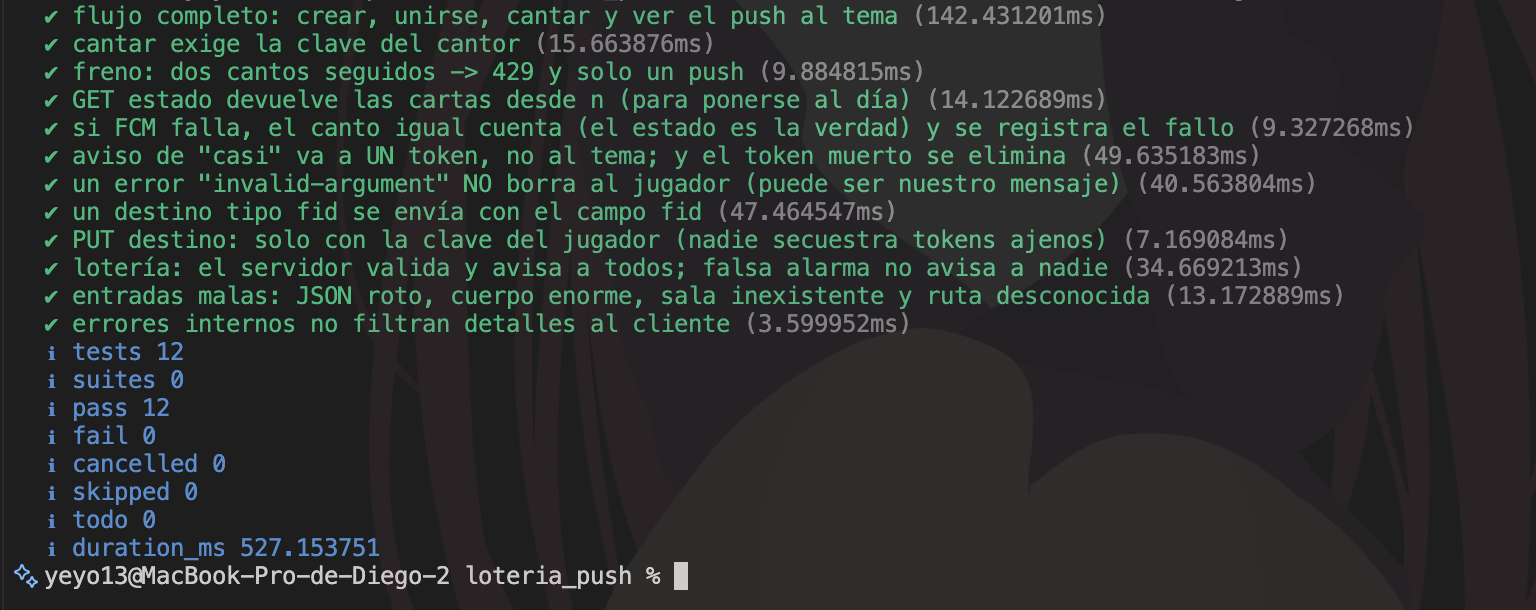 ✔ flujo completo: crear, unirse, cantar y ver el push al tema (142.431201ms)
✔ cantar exige la clave del cantor (15.663876ms)
✔ freno: dos cantos seguidos -> 429 y solo un push (9.884815ms)
✔ GET estado devuelve las cartas desde n (para ponerse al día) (14.122689ms)
✔ si FCM falla, el canto igual cuenta (el estado es la verdad) y se registra el fallo (9.327268ms)
✔ aviso de "casi" va a UN token, no al tema; y el token muerto se elimina (49.635183ms)
✔ un error "invalid-argument" NO borra al jugador (puede ser nuestro mensaje) (40.563804ms)
✔ un destino tipo fid se envía con el campo fid (47.464547ms)
✔ PUT destino: solo con la clave del jugador (nadie secuestra tokens ajenos) (7.169084ms)
✔ lotería: el servidor valida y avisa a todos; falsa alarma no avisa a nadie (34.669213ms)
✔ entradas malas: JSON roto, cuerpo enorme, sala inexistente y ruta desconocida (13.172889ms)
✔ errores internos no filtran detalles al cliente (3.599952ms)
ℹ tests 12
ℹ suites 0
ℹ pass 12
ℹ fail 0
ℹ cancelled 0
ℹ skipped 0
ℹ todo 0
ℹ duration_ms 527.153751
yeyo13@MacBook-Pro-de-Diego-2 loteria_push %